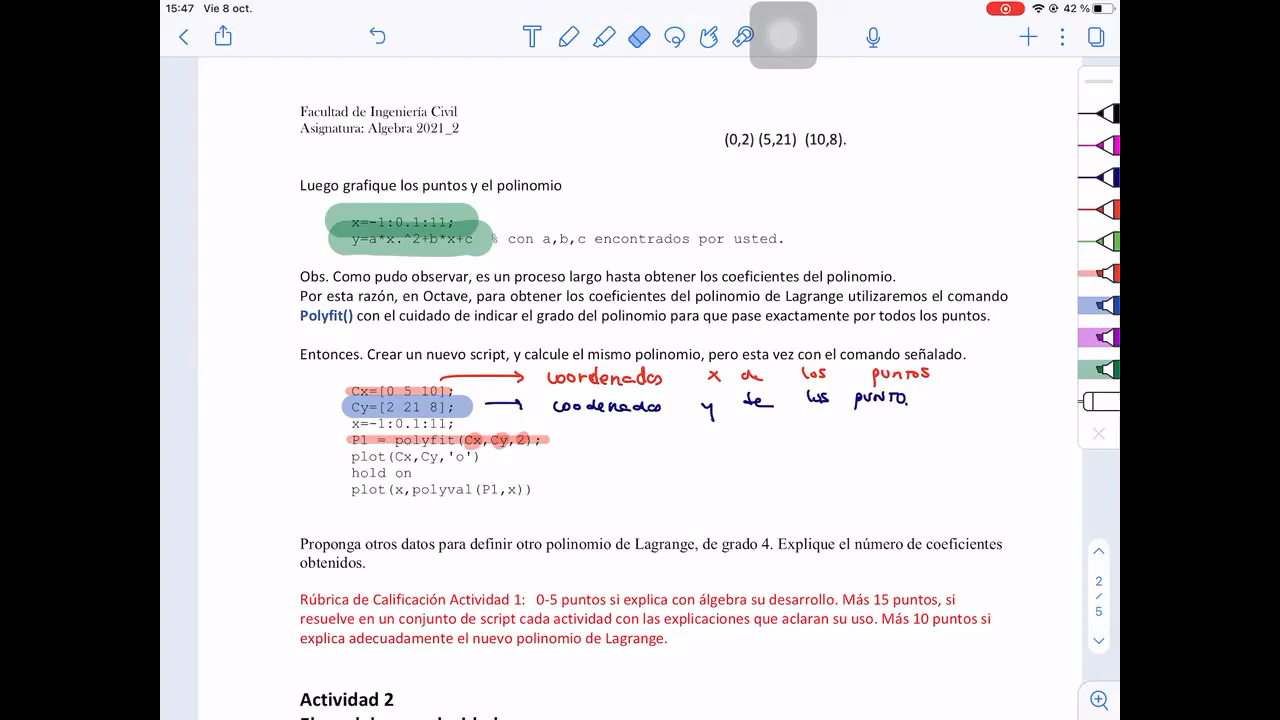 15:47 Vie 8 oct. 42 %
Facultad de Ingeniería Civil
Asignatura: Algebra 2021_2
(0,2) (5,21) (10,8).
Luego grafique los puntos y el polinomio
x=-1:0.1:11;
y=a*x.^2+b*x+c % con a,b,c encontrados por usted.
Obs. Como pudo observar, es un proceso largo hasta obtener los coeficientes del polinomio.
Por esta razón, en Octave, para obtener los coeficientes del polinomio de Lagrange utilizaremos el comando
Polyfit() con el cuidado de indicar el grado del polinomio para que pase exactamente por todos los puntos.
Entonces. Crear un nuevo script, y calcule el mismo polinomio, pero esta vez con el comando señalado.
coordenados x de los puntos
Cx=[0 5 10];
Cy=[2 21 8]; coodenados y de los punto.
x=-1:0.1:11;
P1 = polyfit(Cx,Cy,2);
plot(Cx,Cy,'o')
hold on
plot(x,polyval(P1,x))
Proponga otros datos para definir otro polinomio de Lagrange, de grado 4. Explique el número de coeficientes
obtenidos.
Rúbrica de Calificación Actividad 1: 0-5 puntos si explica con álgebra su desarrollo. Más 15 puntos, si
resuelve en un conjunto de script cada actividad con las explicaciones que aclaran su uso. Más 10 puntos si
explica adecuadamente el nuevo polinomio de Lagrange.
2
/
5
Actividad 2